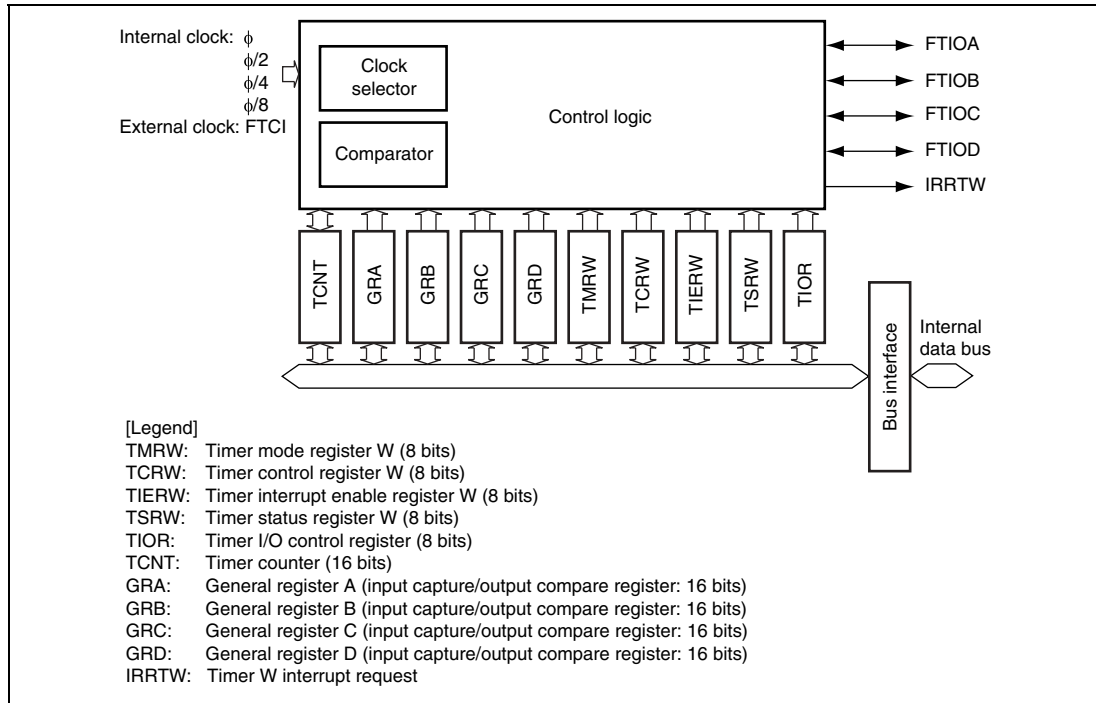 Internal clock: ϕ
ϕ/2
ϕ/4
ϕ/8
External clock: FTCI
Clock
selector
Comparator
Control logic
FTIOA
FTIOB
FTIOC
FTIOD
IRRTW
TCNT
GRA
GRB
GRC
GRD
TMRW
TCRW
TIERW
TSRW
TIOR
Bus interface
Internal
data bus
[Legend]
TMRW: Timer mode register W (8 bits)
TCRW: Timer control register W (8 bits)
TIERW: Timer interrupt enable register W (8 bits)
TSRW: Timer status register W (8 bits)
TIOR: Timer I/O control register (8 bits)
TCNT: Timer counter (16 bits)
GRA: General register A (input capture/output compare register: 16 bits)
GRB: General register B (input capture/output compare register: 16 bits)
GRC: General register C (input capture/output compare register: 16 bits)
GRD: General register D (input capture/output compare register: 16 bits)
IRRTW: Timer W interrupt request